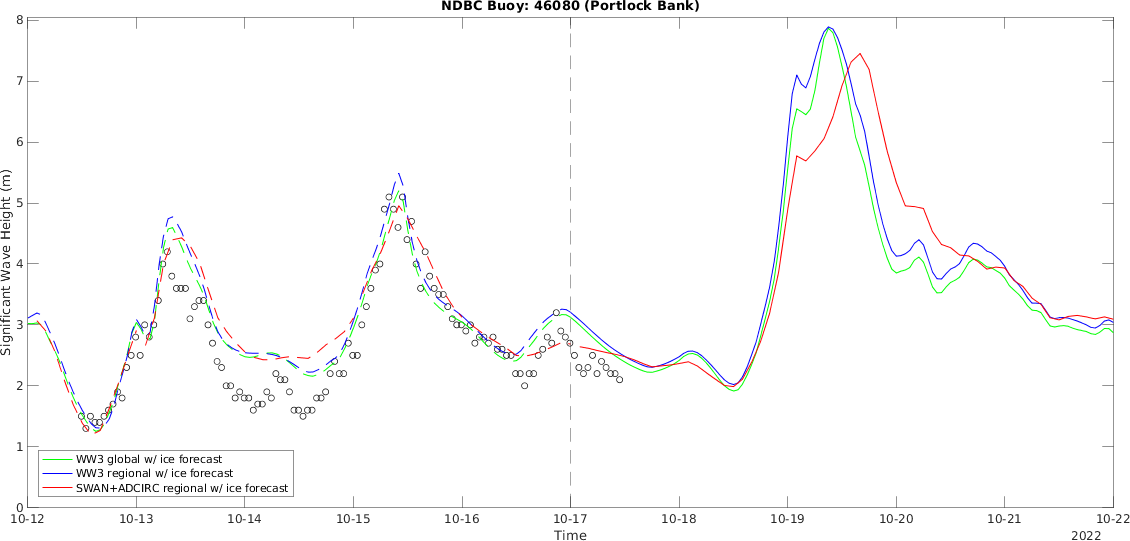 NDBC Buoy: 46080 (Portlock Bank)
Significant Wave Height (m)
8
7
6
5
4
3
2
1
0
WW3 global w/ ice forecast
WW3 regional w/ ice forecast
SWAN+ADCIRC regional w/ ice forecast
10-12 10-13 10-14 10-15 10-16 10-17 10-18 10-19 10-20 10-21 10-22
Time
2022